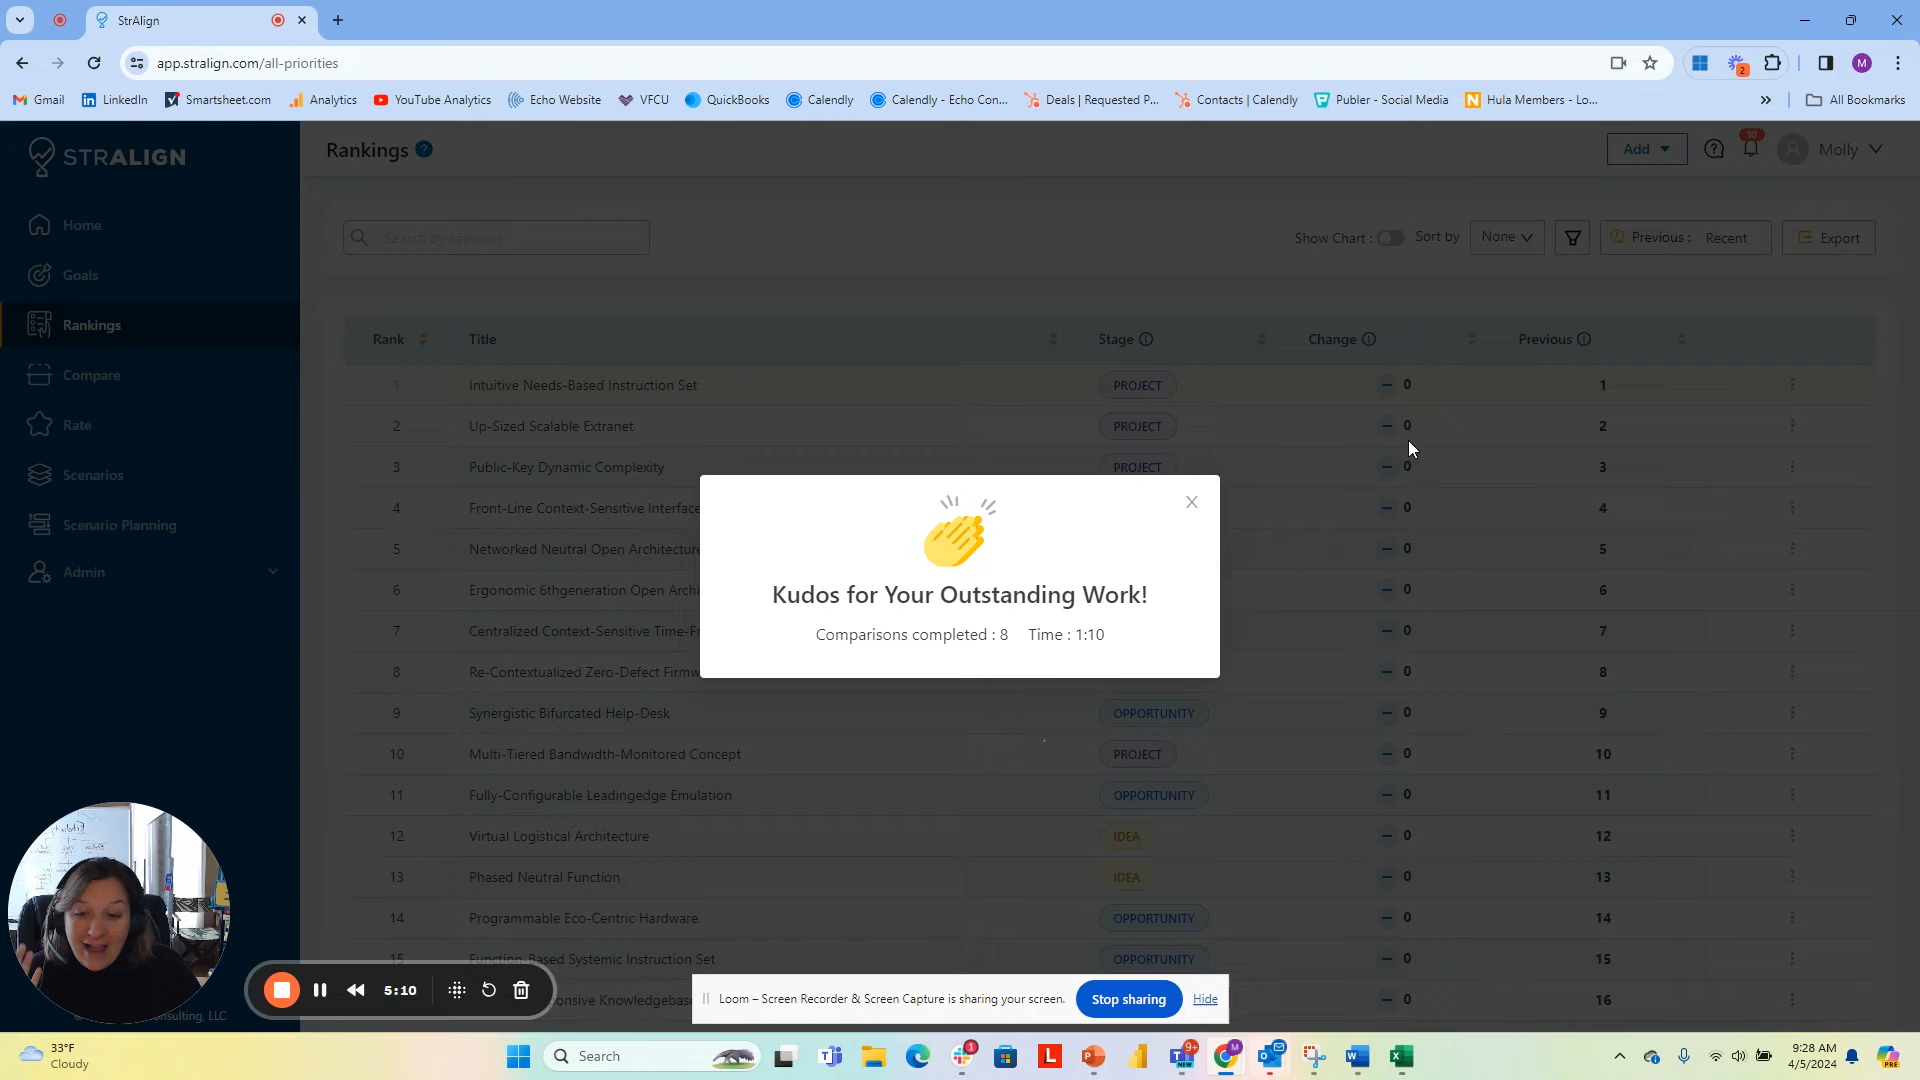 StrAlign
app.stralign.com/all-priorities
Gmail
LinkedIn
Smartsheet.com
Analytics
YouTube Analytics
Echo Website
VFCU
QuickBooks
Calendly
Calendly - Echo Con...
Deals | Requested P...
Contacts | Calendly
Publer - Social Media
Hula Members - Lo...
All Bookmarks
STRALIGN
Rankings
Add
10
Molly
Home
Goals
Rankings
Compare
Rate
Scenarios
Scenario Planning
Admin
Search by keyword
Show Chart :
Sort by
None
Previous : Recent
Export
Rank Title Stage Change Previous
1 Intuitive Needs-Based Instruction Set PROJECT 0 1
2 Up-Sized Scalable Extranet PROJECT 0 2
3 Public-Key Dynamic Complexity PROJECT 0 3
4 Front-Line Context-Sensitive Interface 0 4
5 Networked Neutral Open Architecture 0 5
6 Ergonomic 6thgeneration Open Archi 0 6
7 Centralized Context-Sensitive Time-Fr 0 7
8 Re-Contextualized Zero-Defect Firmw 0 8
9 Synergistic Bifurcated Help-Desk OPPORTUNITY 0 9
10 Multi-Tiered Bandwidth-Monitored Concept PROJECT 0 10
11 Fully-Configurable Leadingedge Emulation OPPORTUNITY 0 11
12 Virtual Logistical Architecture IDEA 0 12
13 Phased Neutral Function IDEA 0 13
14 Programmable Eco-Centric Hardware OPPORTUNITY 0 14
15 Function-Based Systemic Instruction Set OPPORTUNITY 0 15
onsive Knowledgebas 0 16
Kudos for Your Outstanding Work!
Comparisons completed : 8 Time : 1:10
5:10
nsulting, LLC
Loom – Screen Recorder & Screen Capture is sharing your screen.
Stop sharing
Hide
33°F
Cloudy
Search
9:28 AM
4/5/2024